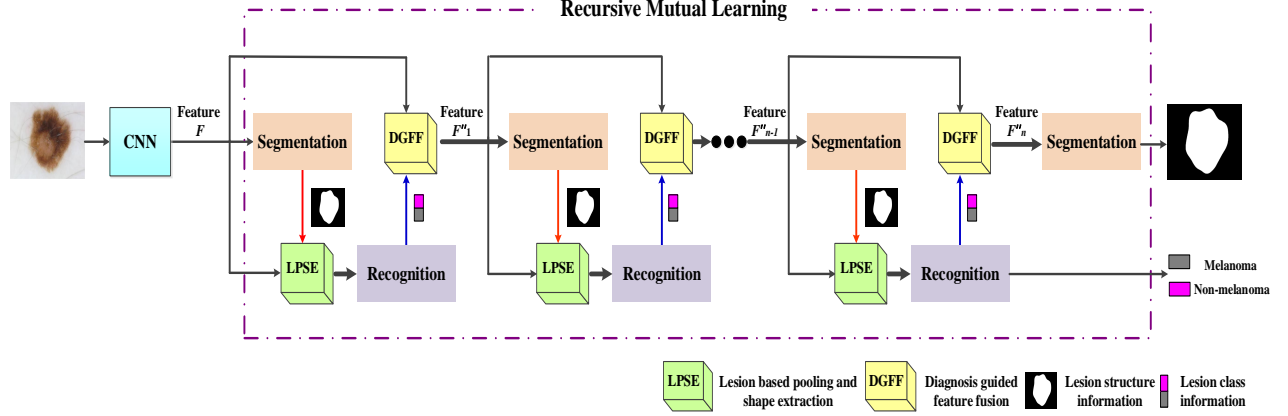 Recursive Mutual Learning
CNN
Feature
F
Segmentation
DGFF
Feature
F''1
Segmentation
DGFF
Feature
F''n-1
Segmentation
DGFF
Feature
F''n
Segmentation
LPSE
Recognition
LPSE
Recognition
LPSE
Recognition
Melanoma
Non-melanoma
LPSE
Lesion based pooling and
shape extraction
DGFF
Diagnosis guided
feature fusion
Lesion structure
information
Lesion class
information